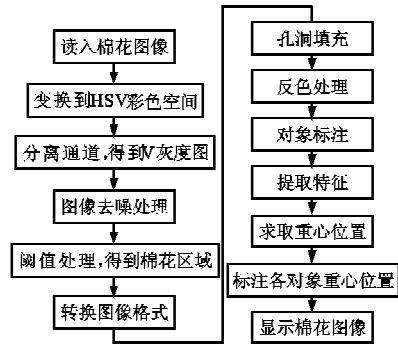 读入棉花图像
变换到HSV彩色空间
分离通道,得到V灰度图
图像去噪处理
阈值处理,得到棉花区域
转换图像格式
孔洞填充
反色处理
对象标注
提取特征
求取重心位置
标注各对象重心位置
显示棉花图像